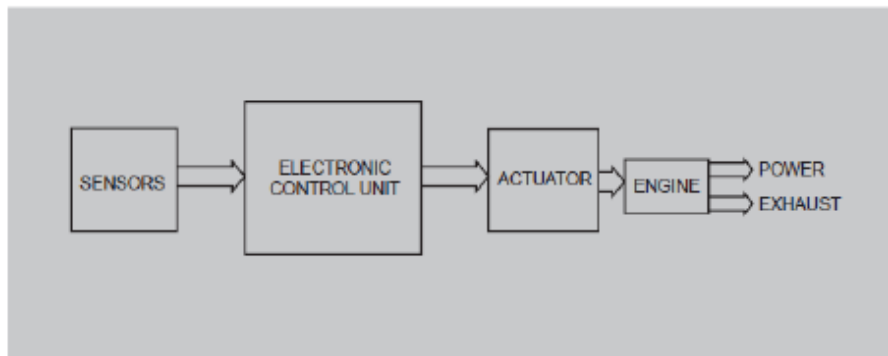 SENSORS
ELECTRONIC
CONTROL UNIT
ACTUATOR
ENGINE
POWER
EXHAUST